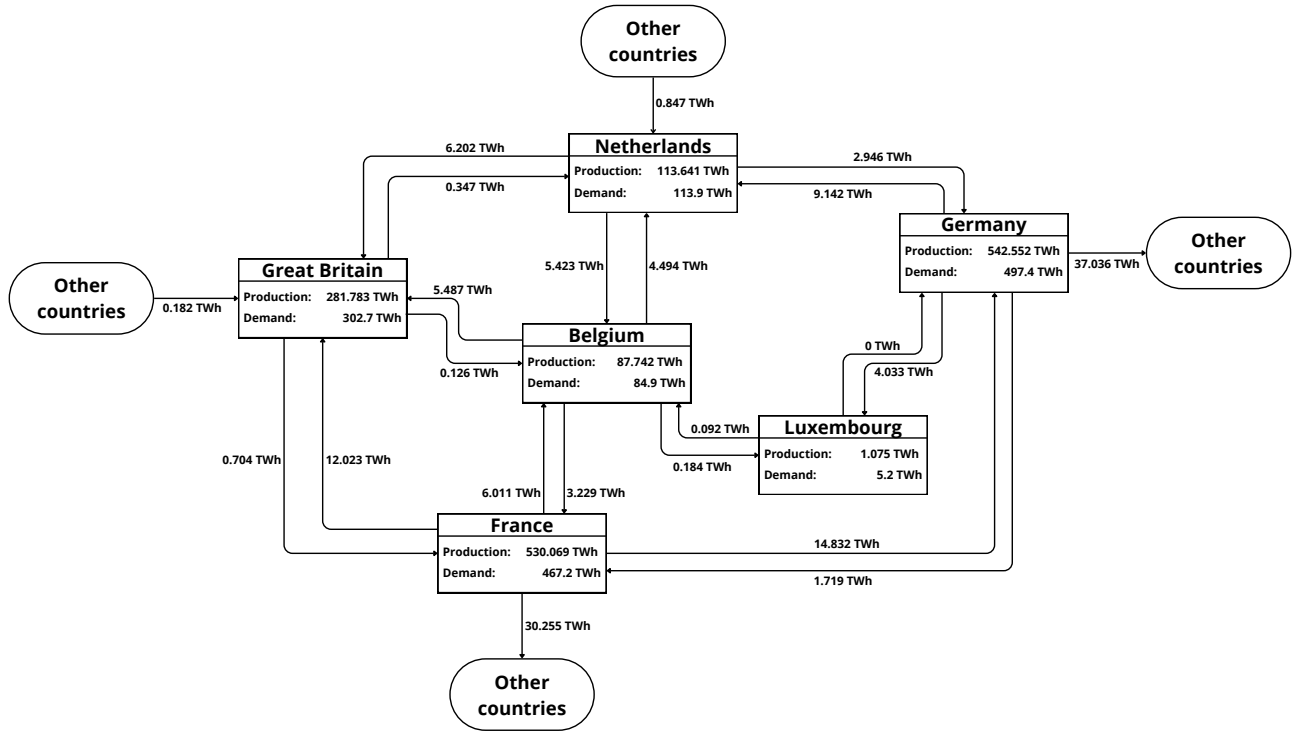 Other
countries
0.847 TWh
Netherlands
Production: 113.641 TWh
Demand: 113.9 TWh
6.202 TWh
0.347 TWh
2.946 TWh
9.142 TWh
Germany
Production: 542.552 TWh
Demand: 497.4 TWh
37.036 TWh
Other
countries
Other
countries
0.182 TWh
Great Britain
Production: 281.783 TWh
Demand: 302.7 TWh
5.423 TWh
4.494 TWh
5.487 TWh
0.126 TWh
Belgium
Production: 87.742 TWh
Demand: 84.9 TWh
0 TWh
4.033 TWh
0.092 TWh
0.184 TWh
Luxembourg
Production: 1.075 TWh
Demand: 5.2 TWh
0.704 TWh
12.023 TWh
6.011 TWh
3.229 TWh
France
Production: 530.069 TWh
Demand: 467.2 TWh
14.832 TWh
1.719 TWh
30.255 TWh
Other
countries